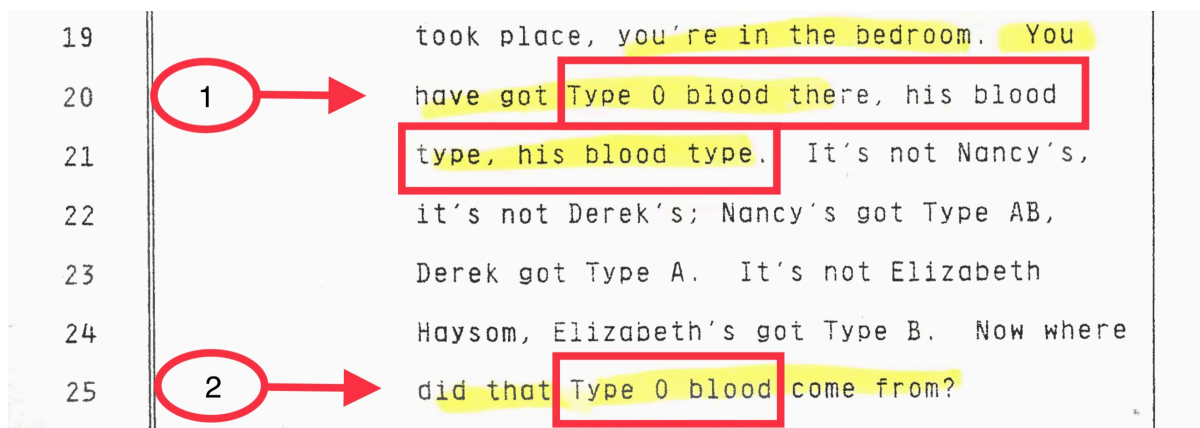 19 took place, you're in the bedroom. You
1 20 have got Type O blood there, his blood
21 type, his blood type. It's not Nancy's,
22 it's not Derek's; Nancy's got Type AB,
23 Derek got Type A. It's not Elizabeth
24 Haysom, Elizabeth's got Type B. Now where
2 25 did that Type O blood come from?